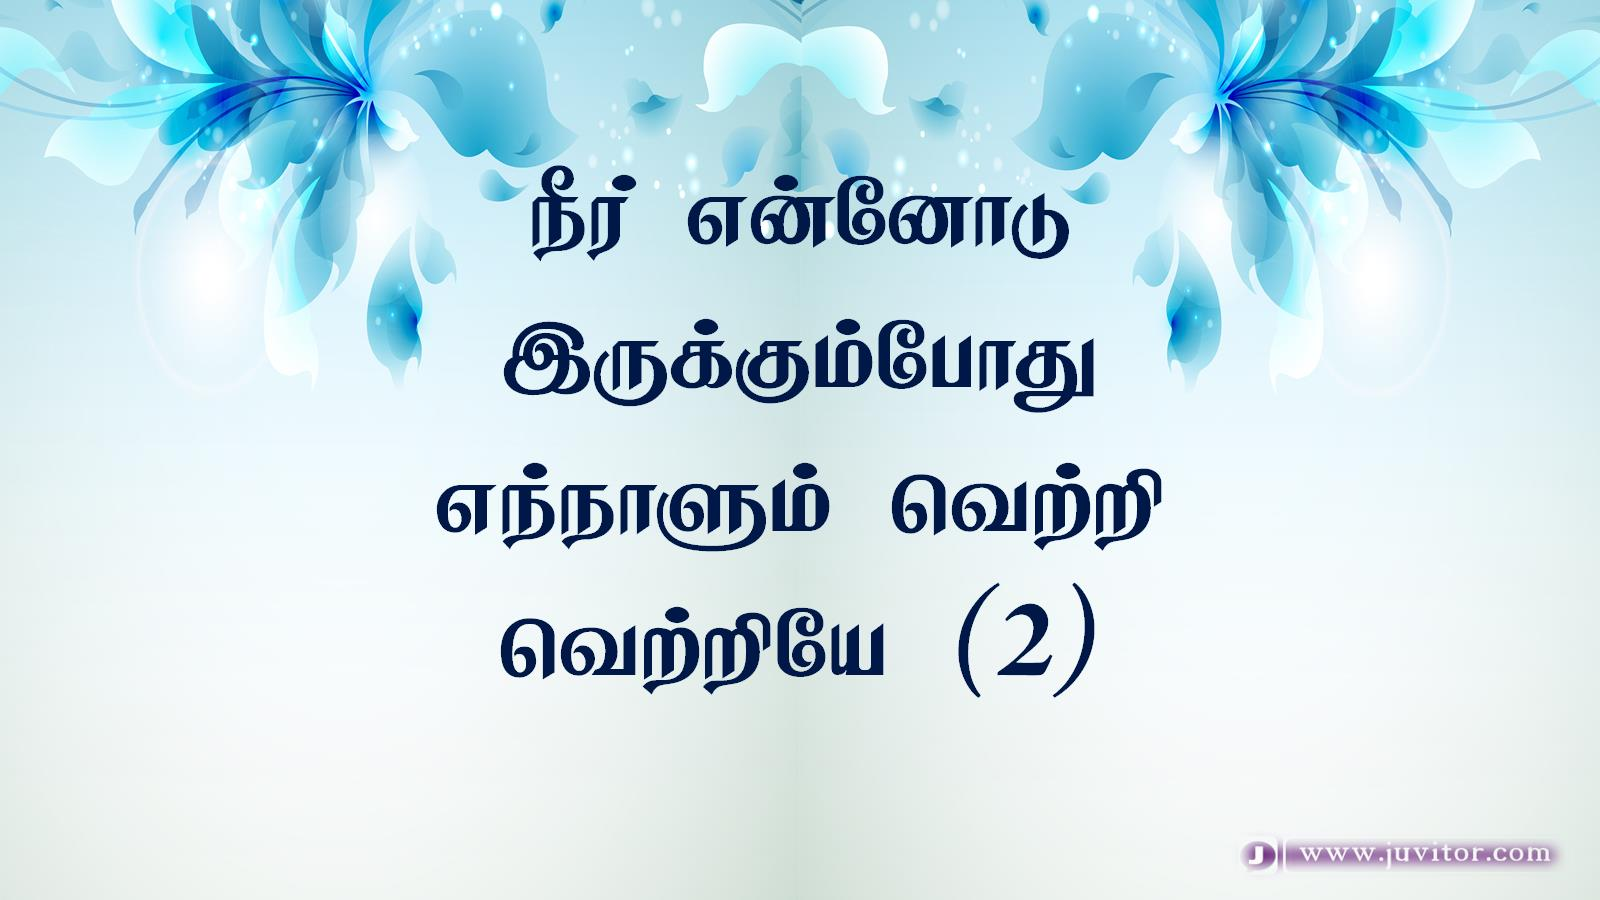 நீர் என்னோடு
இருக்கும்போது
எந்நாளும் வெற்றி
வெற்றியே (2)
J www.juvitor.com